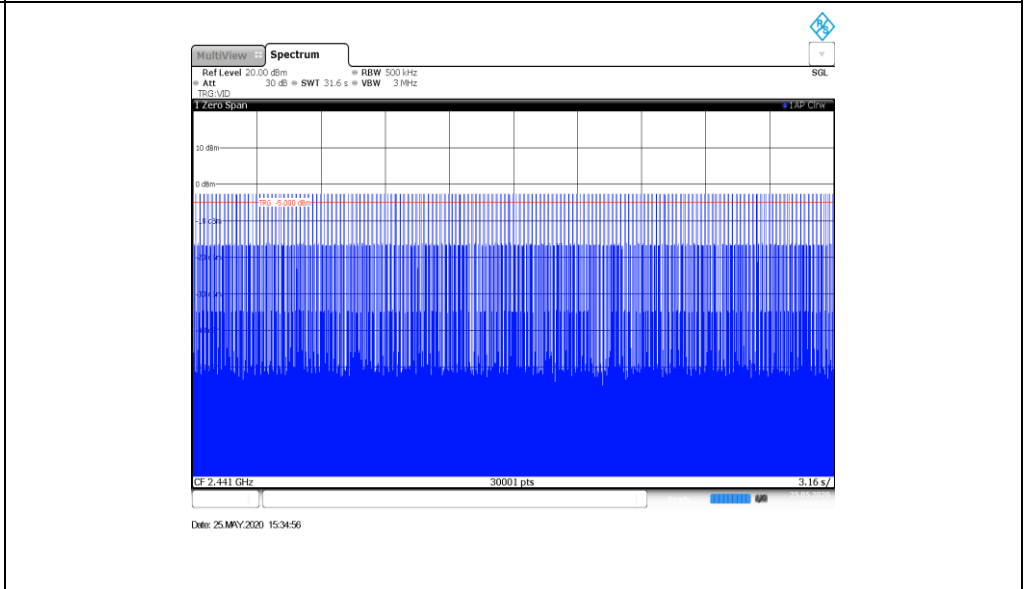 R&S
MultiView Spectrum
Ref Level 20.00 dBm RBW 500 kHz SGL
Att 30 dB SWT 31.6 s VBW 3 MHz
TRG:VID
1 Zero Span 1AP Clrw
10 dBm
0 dBm
TRG -5.000 dBm
CF 2.441 GHz 30001 pts 3.16 s/
Date: 25.MAY.2020 15:34:56